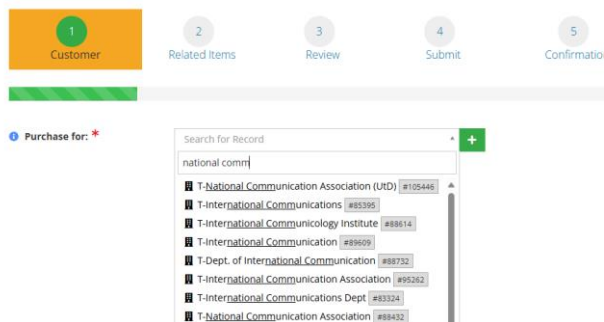 1
Customer
2
Related Items
3
Review
4
Submit
5
Confirmation
Purchase for: *
Search for Record
national comm
T-National Communication Association (UtD) #105446
T-International Communications #85395
T-International Communicology Institute #88614
T-International Communication #89609
T-Dept. of International Communication #88732
T-International Communication Association #95262
T-International Communications Dept #83324
T-National Communication Association #88432